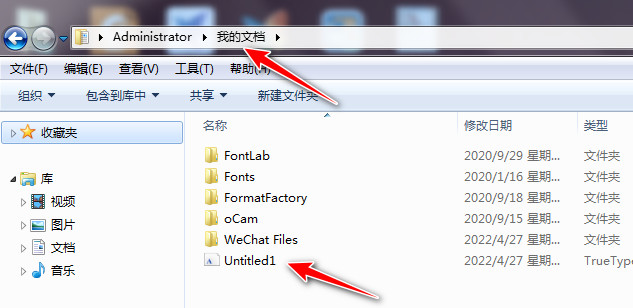 Administrator 我的文档
文件(F) 编辑(E) 查看(V) 工具(T)
组织 包含到库中 共享 新建文件夹
收藏夹
库
视频
图片
文档
音乐
名称 修改日期 类型
FontLab 2020/9/29 星期... 文件夹
Fonts 2020/1/16 星期... 文件夹
FormatFactory 2020/9/18 星期... 文件夹
oCam 2020/9/15 星期... 文件夹
WeChat Files 2022/4/27 星期... 文件夹
Untitled1 2022/4/27 星期... TrueType